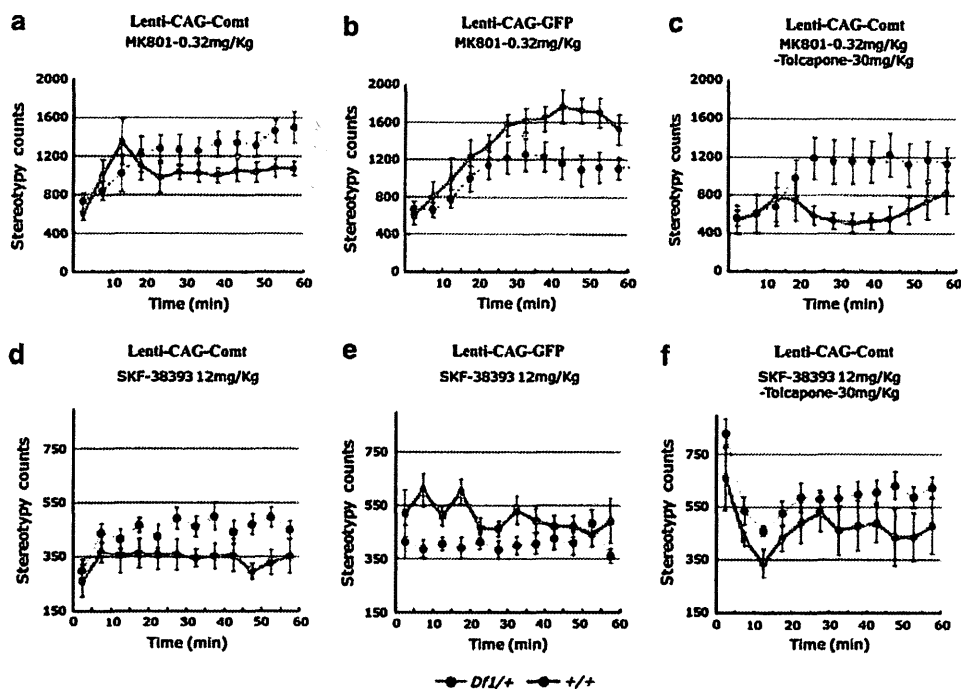 a
Lenti-CAG-Comt
MK801-0.32mg/Kg
Stereotypy counts
2000
1600
1200
800
400
0
10
20
30
40
50
60
Time (min)
b
Lenti-CAG-GFP
MK801-0.32mg/Kg
Stereotypy counts
2000
1600
1200
800
400
0
10
20
30
40
50
60
Time (min)
c
Lenti-CAG-Comt
MK801-0.32mg/Kg
-Tolcapone-30mg/Kg
Stereotypy counts
2000
1600
1200
800
400
0
10
20
30
40
50
60
Time (min)
d
Lenti-CAG-Comt
SKF-38393 12mg/Kg
Stereotypy counts
750
550
350
150
0
10
20
30
40
50
60
Time (min)
e
Lenti-CAG-GFP
SKF-38393 12mg/Kg
Stereotypy counts
750
550
350
150
0
10
20
30
40
50
60
Time (min)
f
Lenti-CAG-Comt
SKF-38393 12mg/Kg
-Tolcapone-30mg/Kg
Stereotypy counts
750
550
350
150
0
10
20
30
40
50
60
Time (min)
Df1/+ +/+